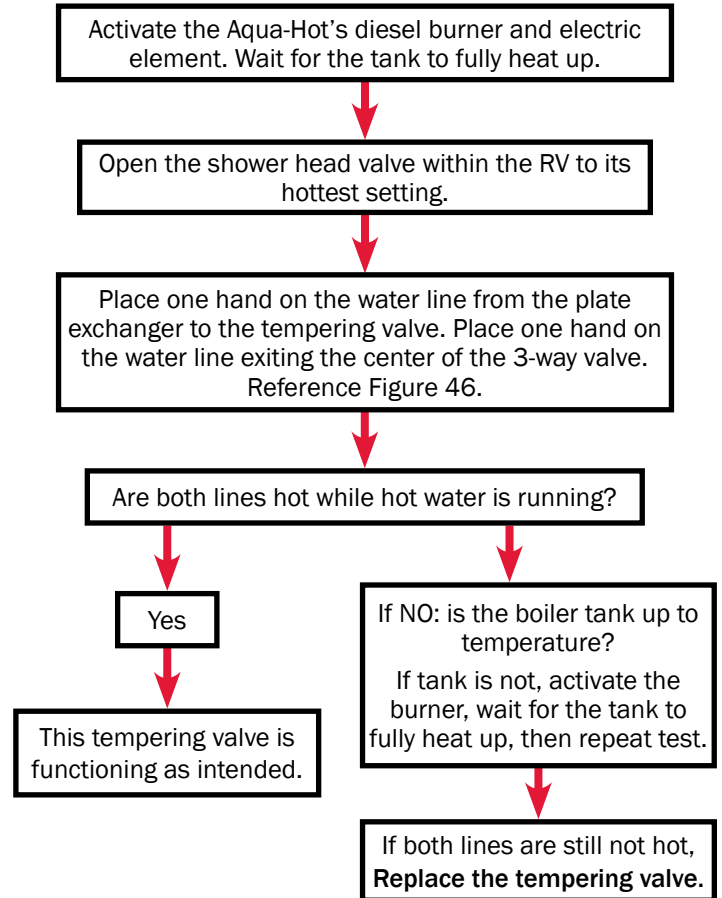 Activate the Aqua-Hot's diesel burner and electric
element. Wait for the tank to fully heat up.
Open the shower head valve within the RV to its
hottest setting.
Place one hand on the water line from the plate
exchanger to the tempering valve. Place one hand on
the water line exiting the center of the 3-way valve.
Reference Figure 46.
Are both lines hot while hot water is running?
Yes
This tempering valve is
functioning as intended.
If NO: is the boiler tank up to
temperature?
If tank is not, activate the
burner, wait for the tank to
fully heat up, then repeat test.
If both lines are still not hot,
Replace the tempering valve.